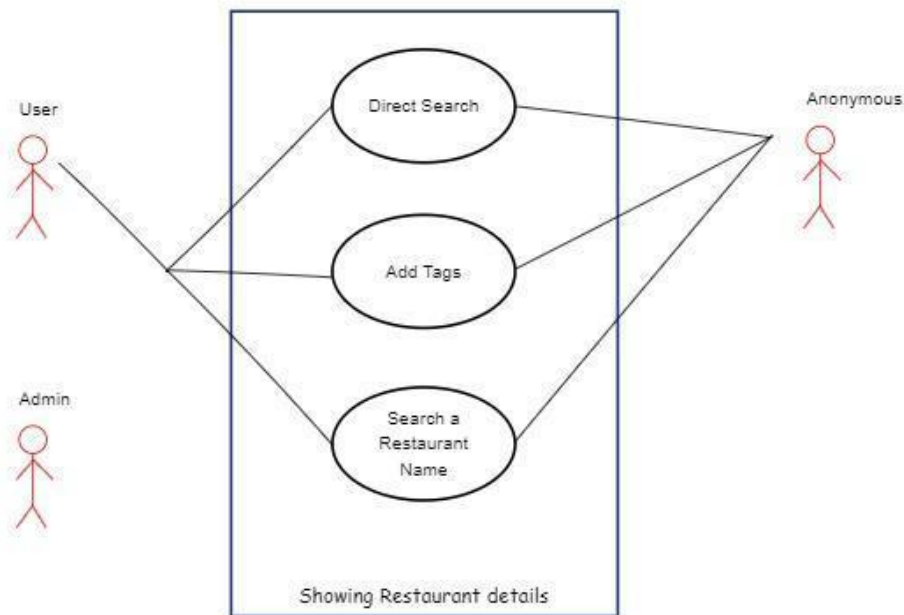 User
Anonymous
Direct Search
Add Tags
Admin
Search a
Restaurant
Name
Showing Restaurant details